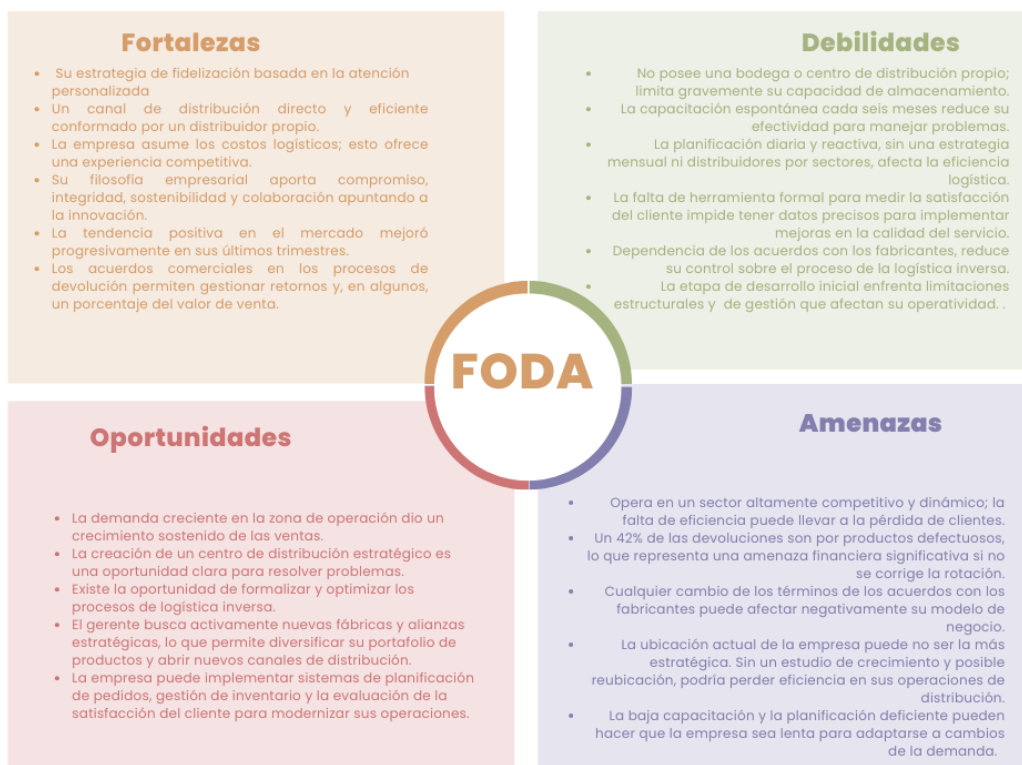 Fortalezas
• Su estrategia de fidelización basada en la atención
personalizada
• Un canal de distribución directo y eficiente
conformado por un distribuidor propio.
• La empresa asume los costos logísticos; esto ofrece
una experiencia competitiva.
• Su filosofía empresarial aporta compromiso,
integridad, sostenibilidad y colaboración apuntando a
la innovación.
• La tendencia positiva en el mercado mejoró
progresivamente en sus últimos trimestres.
• Los acuerdos comerciales en los procesos de
devolución permiten gestionar retornos y, en algunos,
un porcentaje del valor de venta.
Debilidades
• No posee una bodega o centro de distribución propio;
limita gravemente su capacidad de almacenamiento.
• La capacitación espontánea cada seis meses reduce su
efectividad para manejar problemas.
• La planificación diaria y reactiva, sin una estrategia
mensual ni distribuidores por sectores, afecta la eficiencia
logística.
• La falta de herramienta formal para medir la satisfacción
del cliente impide tener datos precisos para implementar
mejoras en la calidad del servicio.
• Dependencia de los acuerdos con los fabricantes, reduce
su control sobre el proceso de la logística inversa.
• La etapa de desarrollo inicial enfrenta limitaciones
estructurales y de gestión que afectan su operatividad. .
FODA
Oportunidades
• La demanda creciente en la zona de operación dio un
crecimiento sostenido de las ventas.
• La creación de un centro de distribución estratégico es
una oportunidad clara para resolver problemas.
• Existe la oportunidad de formalizar y optimizar los
procesos de logística inversa.
• El gerente busca activamente nuevas fábricas y alianzas
estratégicas, lo que permite diversificar su portafolio de
productos y abrir nuevos canales de distribución.
• La empresa puede implementar sistemas de planificación
de pedidos, gestión de inventario y la evaluación de la
satisfacción del cliente para modernizar sus operaciones.
Amenazas
• Opera en un sector altamente competitivo y dinámico; la
falta de eficiencia puede llevar a la pérdida de clientes.
• Un 42% de las devoluciones son por productos defectuosos,
lo que representa una amenaza financiera significativa si no
se corrige la rotación.
• Cualquier cambio de los términos de los acuerdos con los
fabricantes puede afectar negativamente su modelo de
negocio.
• La ubicación actual de la empresa puede no ser la más
estratégica. Sin un estudio de crecimiento y posible
reubicación, podría perder eficiencia en sus operaciones de
distribución.
• La baja capacitación y la planificación deficiente pueden
hacer que la empresa sea lenta para adaptarse a cambios
de la demanda.